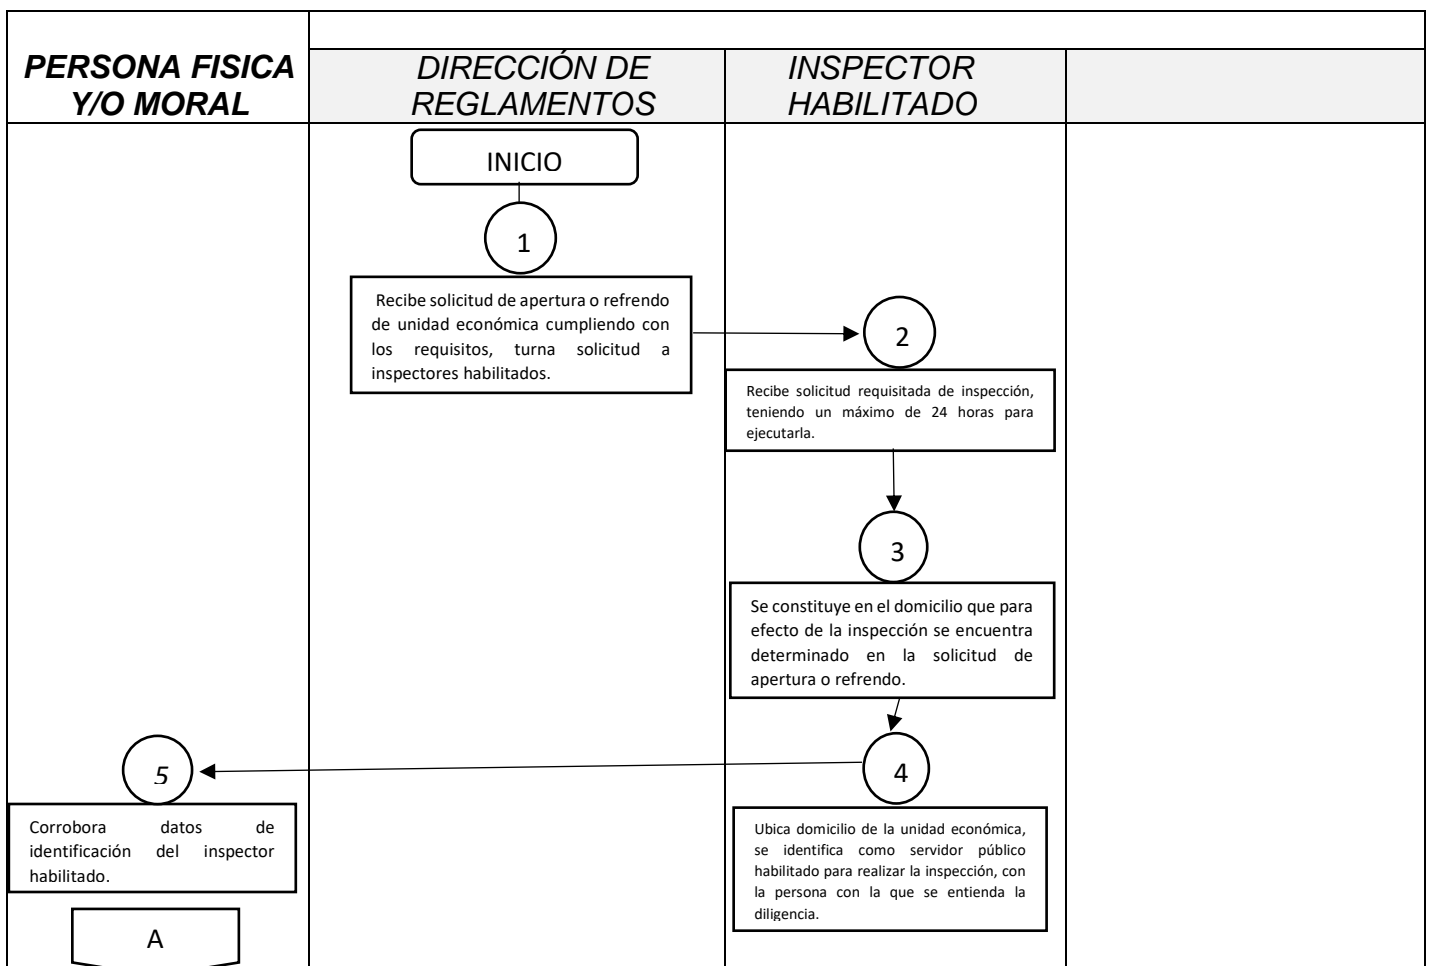 PERSONA FISICA
Y/O MORAL
DIRECCIÓN DE
REGLAMENTOS
INSPECTOR
HABILITADO
INICIO
1
Recibe solicitud de apertura o refrendo
de unidad económica cumpliendo con
los requisitos, turna solicitud a
inspectores habilitados.
2
Recibe solicitud requisitada de inspección,
teniendo un máximo de 24 horas para
ejecutarla.
3
Se constituye en el domicilio que para
efecto de la inspección se encuentra
determinado en la solicitud de
apertura o refrendo.
4
Ubica domicilio de la unidad económica,
se identifica como servidor público
habilitado para realizar la inspección, con
la persona con la que se entienda la
diligencia.
5
Corrobora datos de
identificación del inspector
habilitado.
A